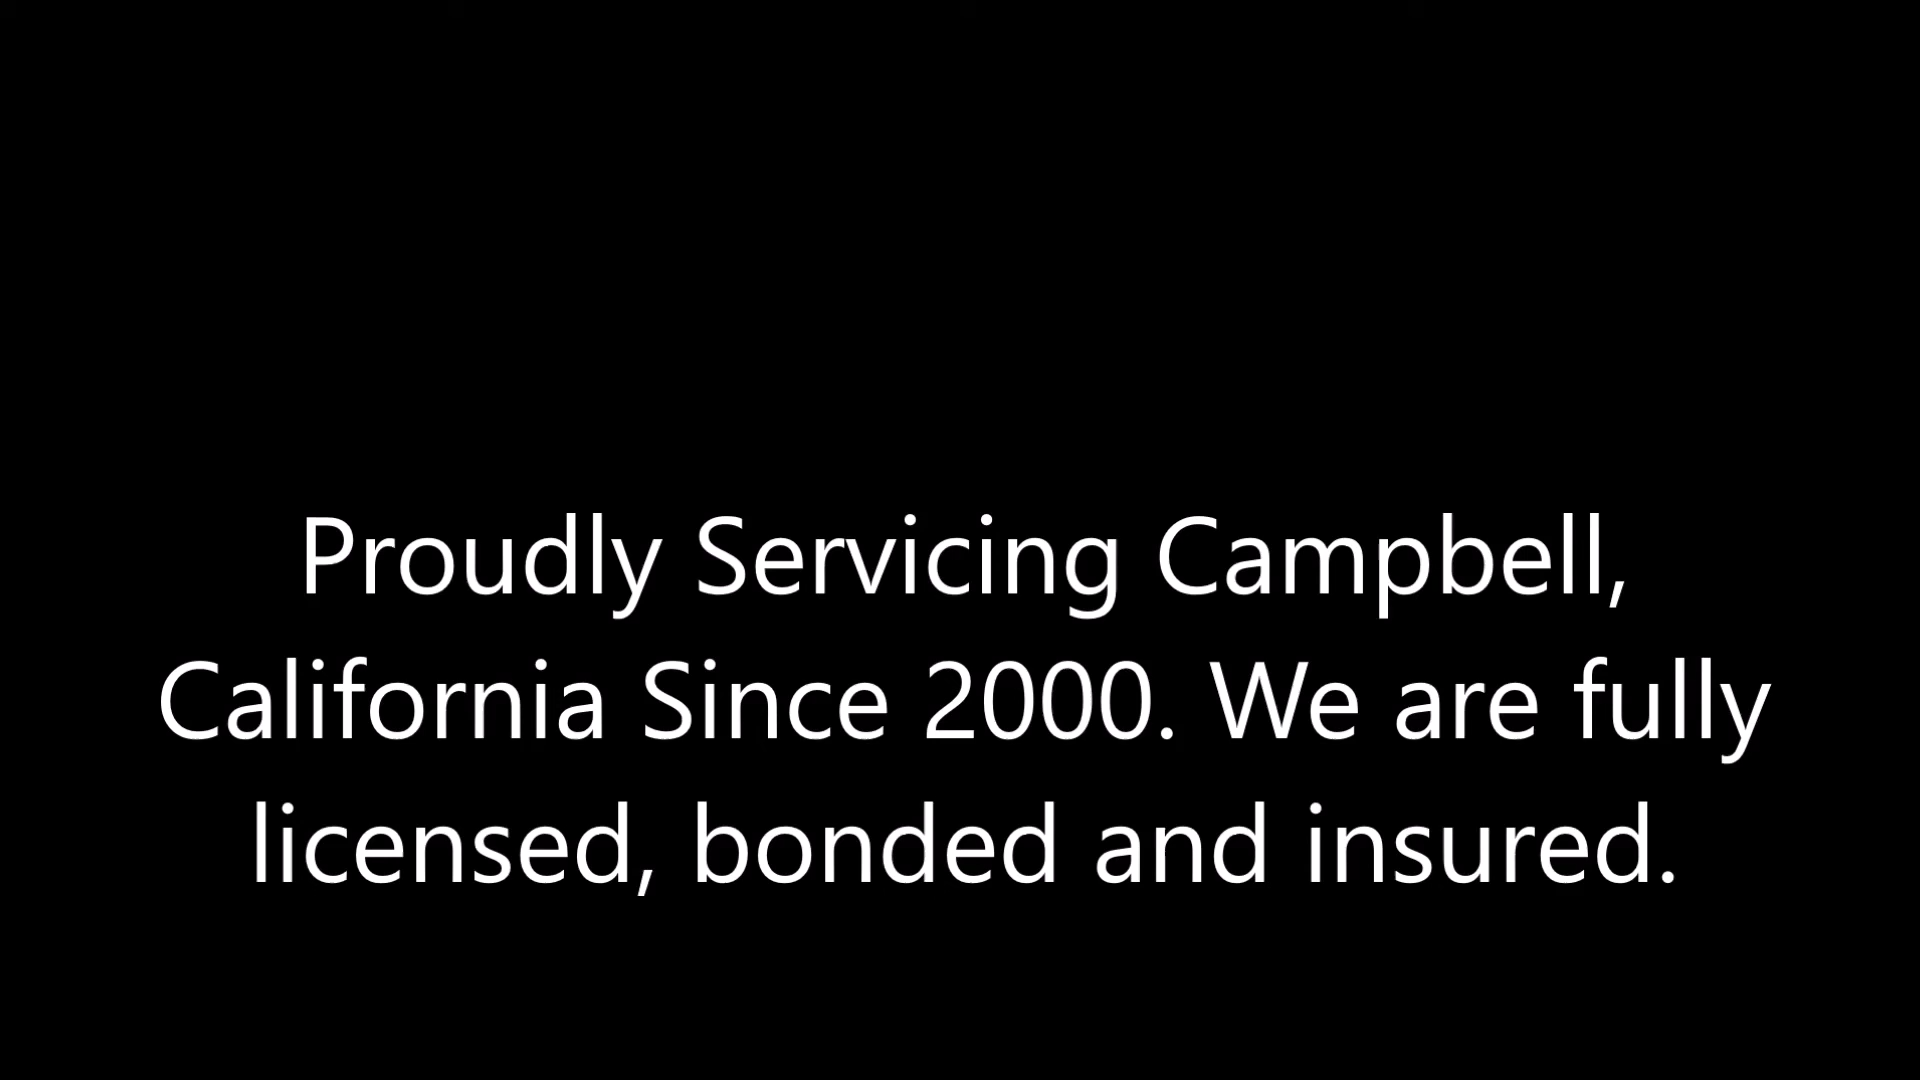 Proudly Servicing Campbell,
California Since 2000. We are fully
licensed, bonded and insured.